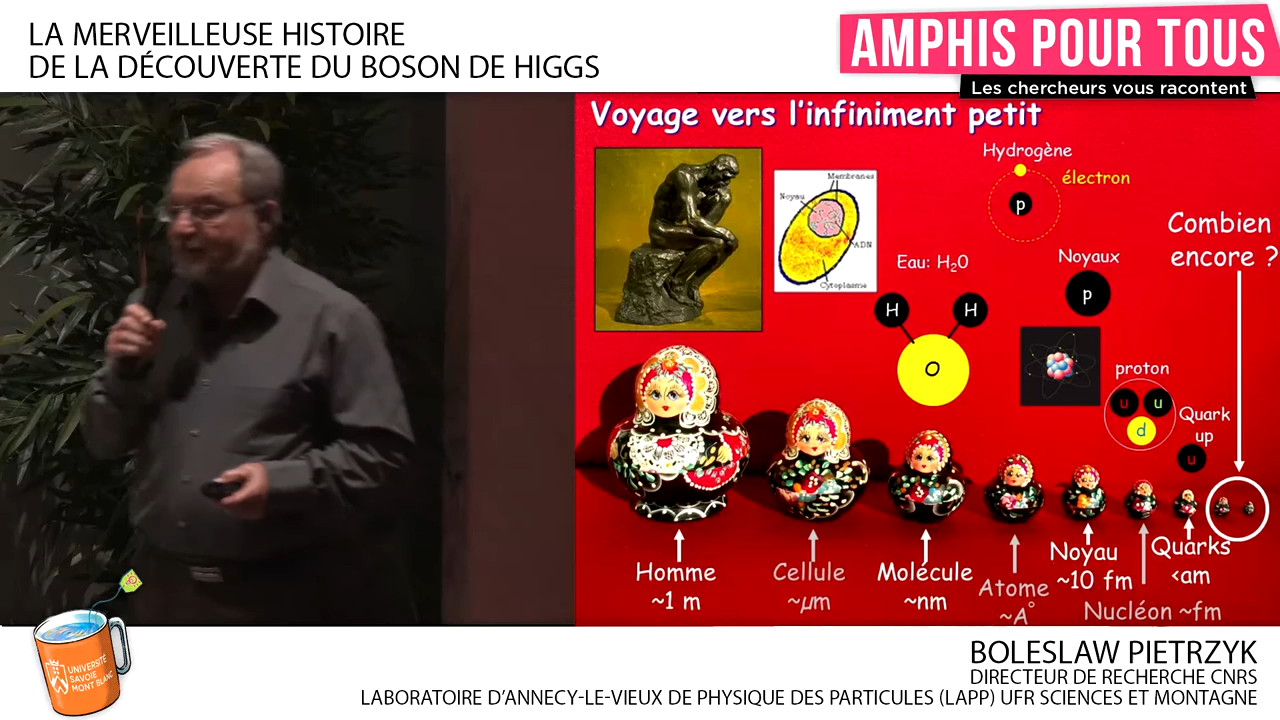 LA MERVEILLEUSE HISTOIRE
DE LA DÉCOUVERTE DU BOSON DE HIGGS
AMPHIS POUR TOUS
Les chercheurs vous racontent
Voyage vers l'infiniment petit
Membranes
Noyau
ADN
Cytoplasme
Hydrogène
électron
p
Combien
encore ?
Eau: H₂O
H H
O
Noyaux
p
proton
u u
d
Quark
up
u
Homme
~1 m
Cellule
~µm
Molécule
~nm
Atome
~A°
Noyau
~10 fm
Nucléon ~fm
Quarks
<am
UNIVERSITÉ
SAVOIE
MONT BLANC
BOLESLAW PIETRZYK
DIRECTEUR DE RECHERCHE CNRS
LABORATOIRE D'ANNECY-LE-VIEUX DE PHYSIQUE DES PARTICULES (LAPP) UFR SCIENCES ET MONTAGNE